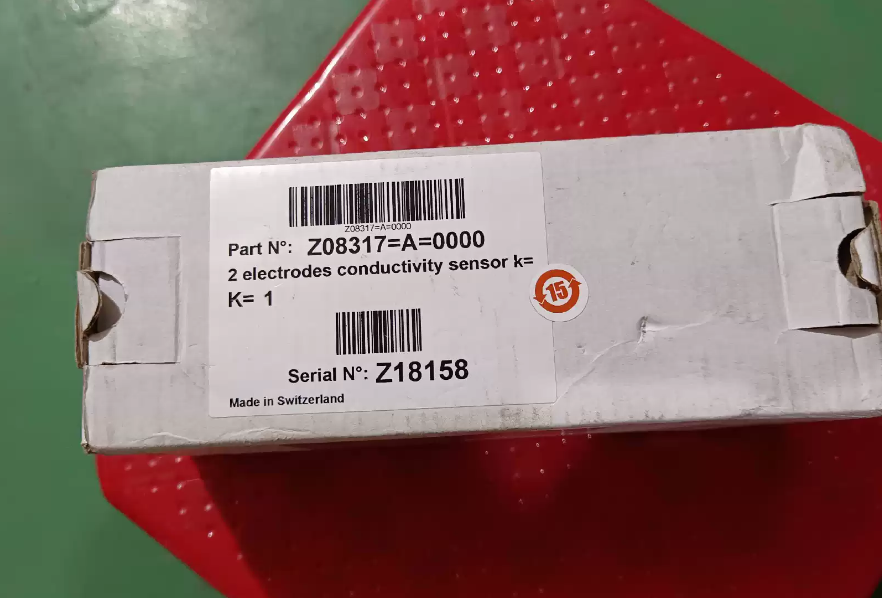 Z08317=A=0000
Part N°: Z08317=A=0000
2 electrodes conductivity sensor k=
K= 1
15
Serial N°: Z18158
Made in Switzerland